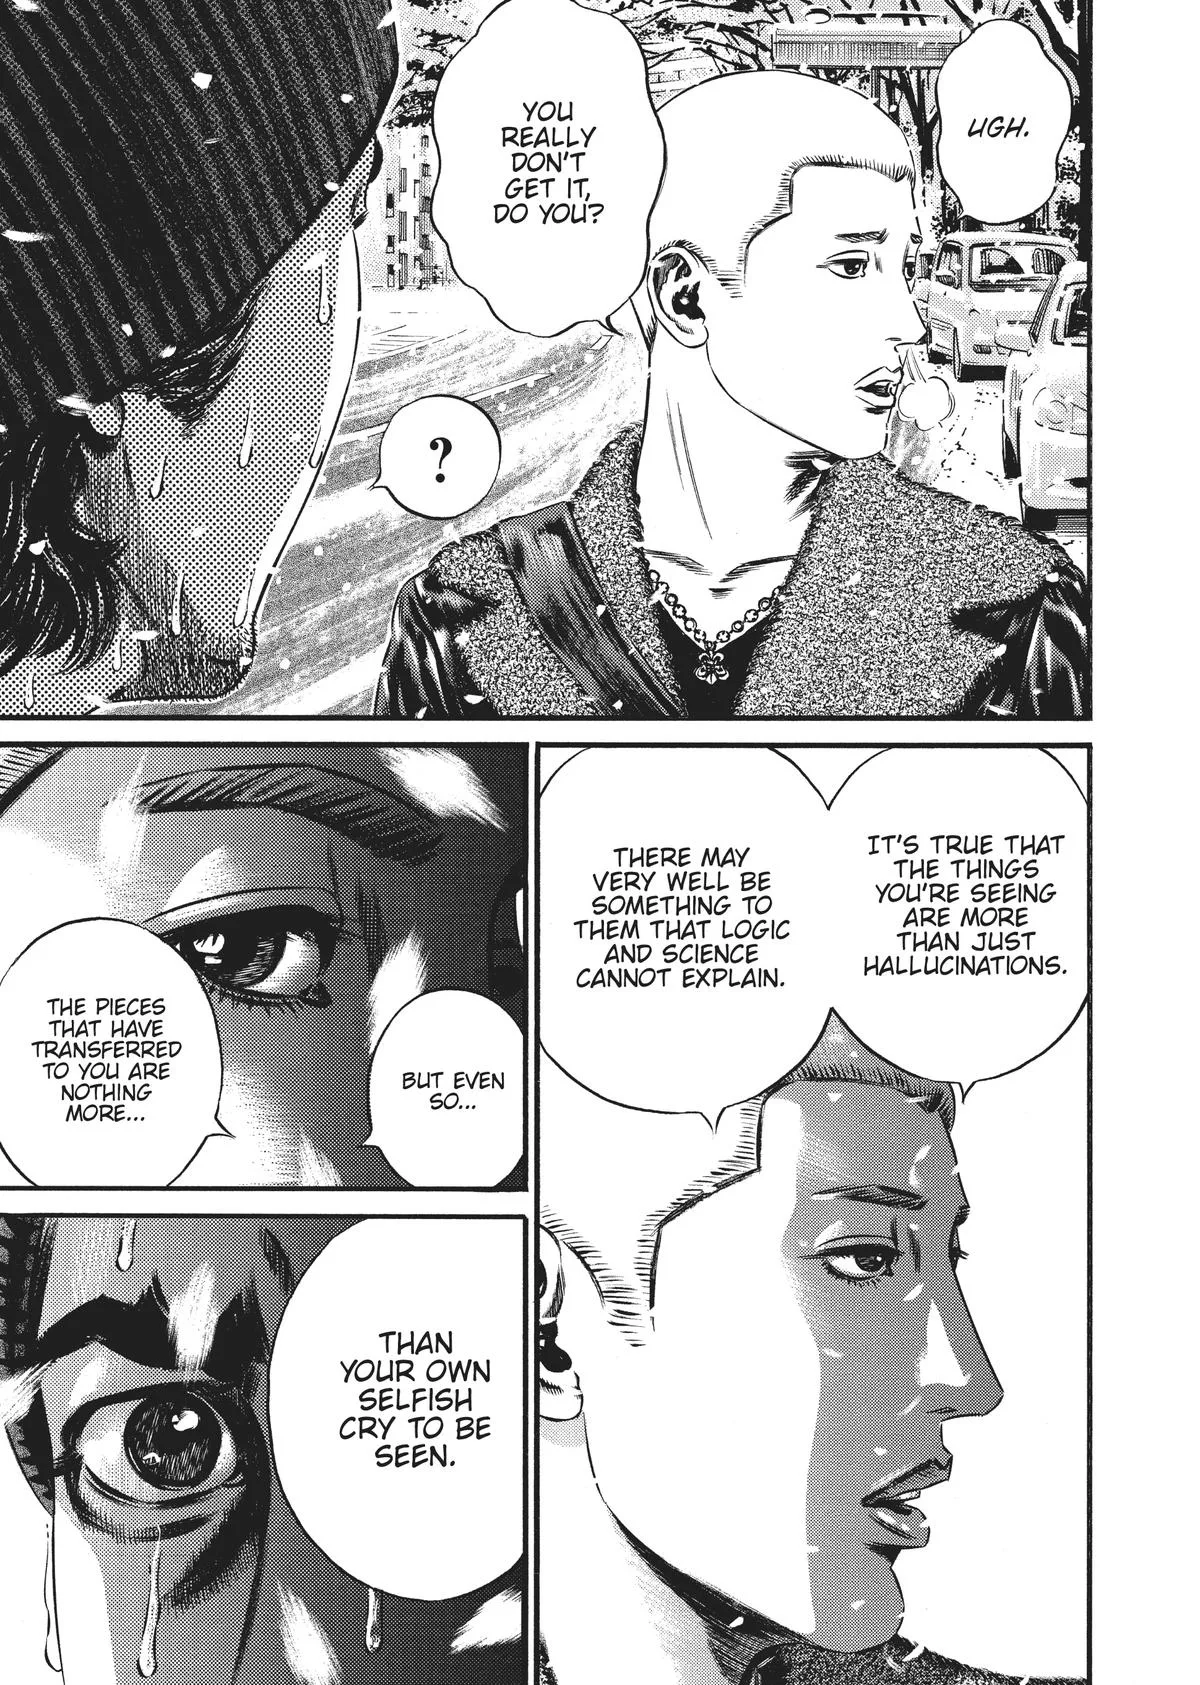 UGH.
YOU
REALLY
DON'T
GET IT,
DO YOU?
?
IT'S TRUE THAT
THE THINGS
YOU'RE SEEING
ARE MORE
THAN JUST
HALLUCINATIONS.
THERE MAY
VERY WELL BE
SOMETHING TO
THEM THAT LOGIC
AND SCIENCE
CANNOT EXPLAIN.
BUT EVEN
SO...
THE PIECES
THAT HAVE
TRANSFERRED
TO YOU ARE
NOTHING
MORE...
THAN
YOUR OWN
SELFISH
CRY TO BE
SEEN.